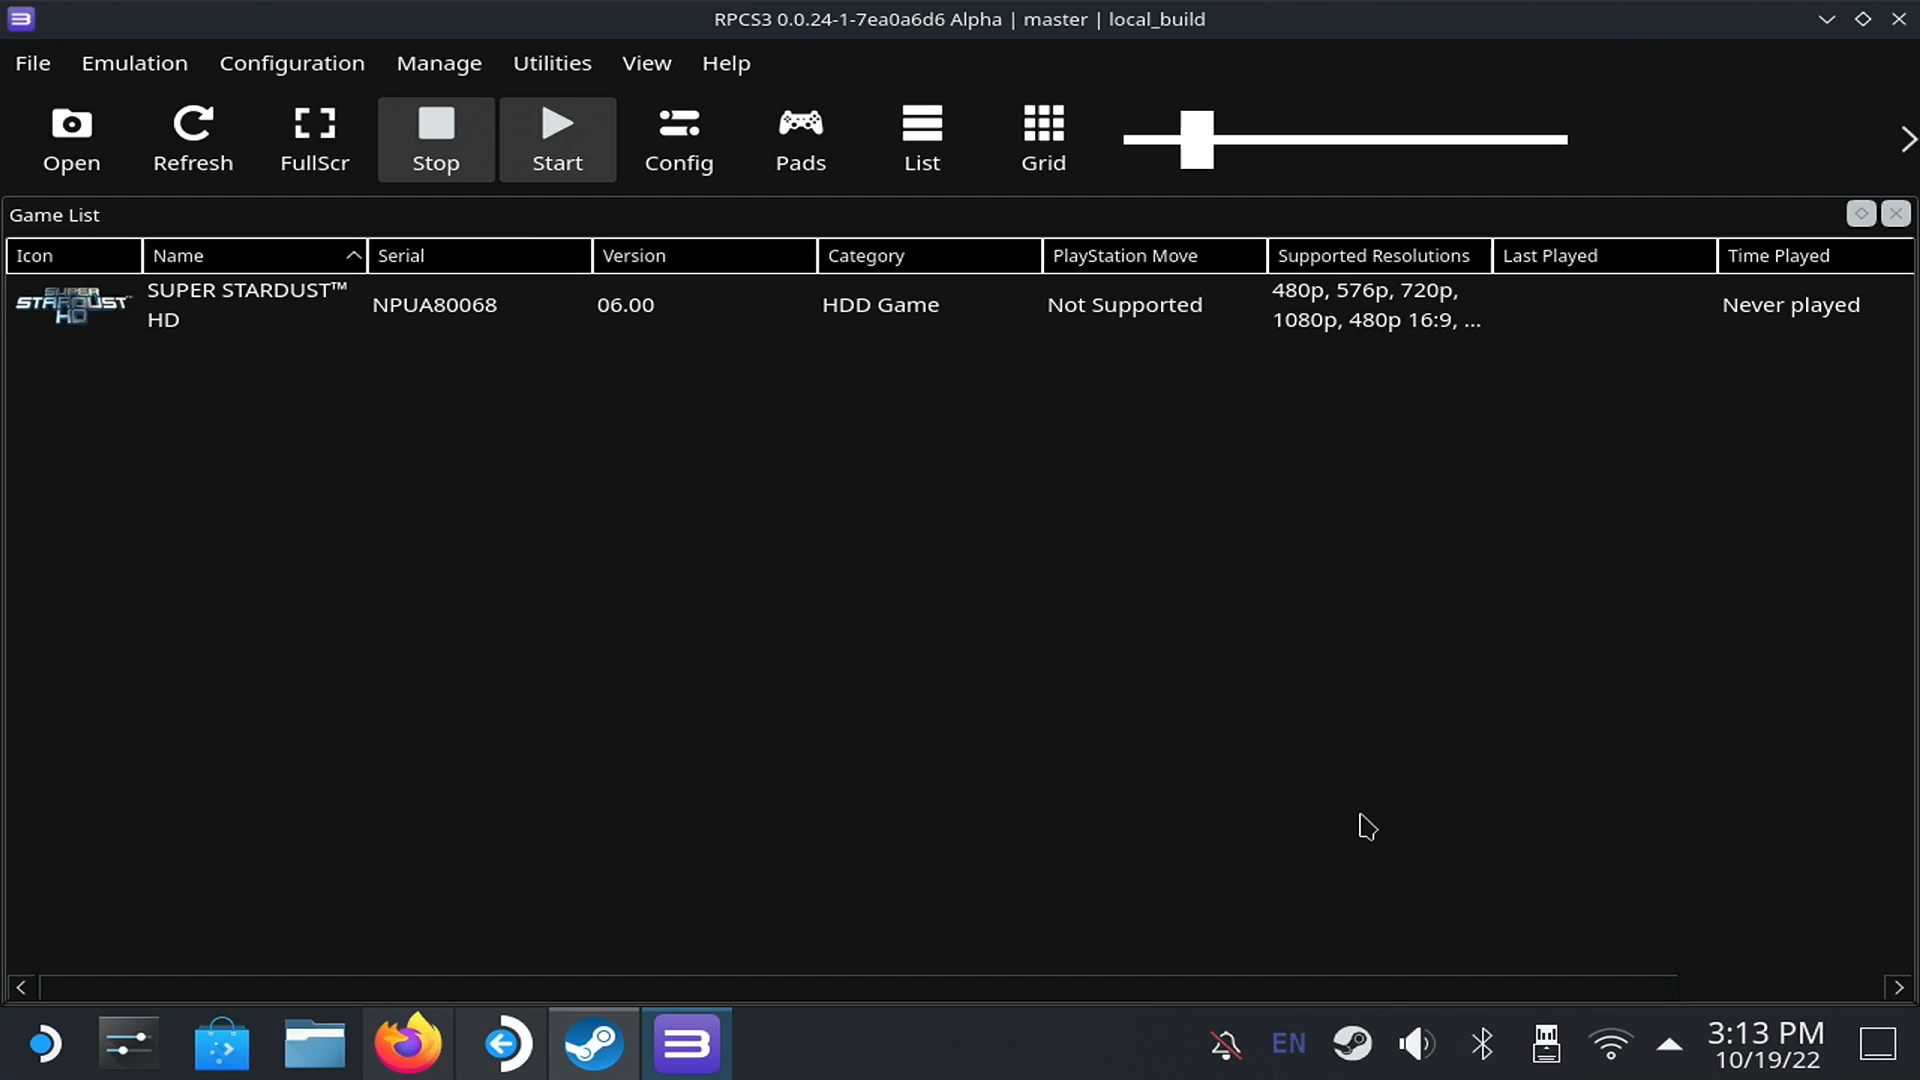 RPCS3 0.0.24-1-7ea0a6d6 Alpha | master | local_build
File Emulation Configuration Manage Utilities View Help
Open Refresh FullScr Stop Start Config Pads List Grid
Game List
Icon Name Serial Version Category PlayStation Move Supported Resolutions Last Played Time Played
SUPER STARDUST HD
SUPER STARDUST™ HD NPUA80068 06.00 HDD Game Not Supported 480p, 576p, 720p, Never played
1080p, 480p 16:9, ...
EN 3:13 PM
10/19/22